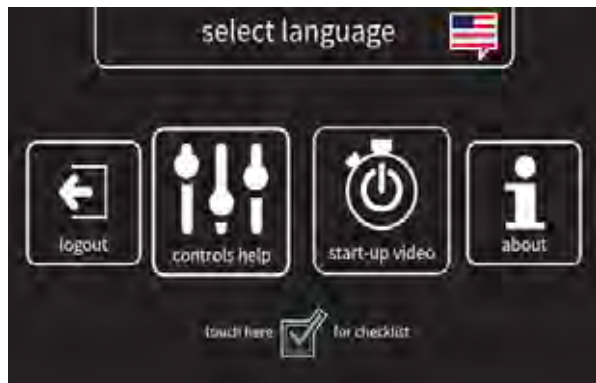 select language
logout
controls help
start-up video
about
touch here for checklist